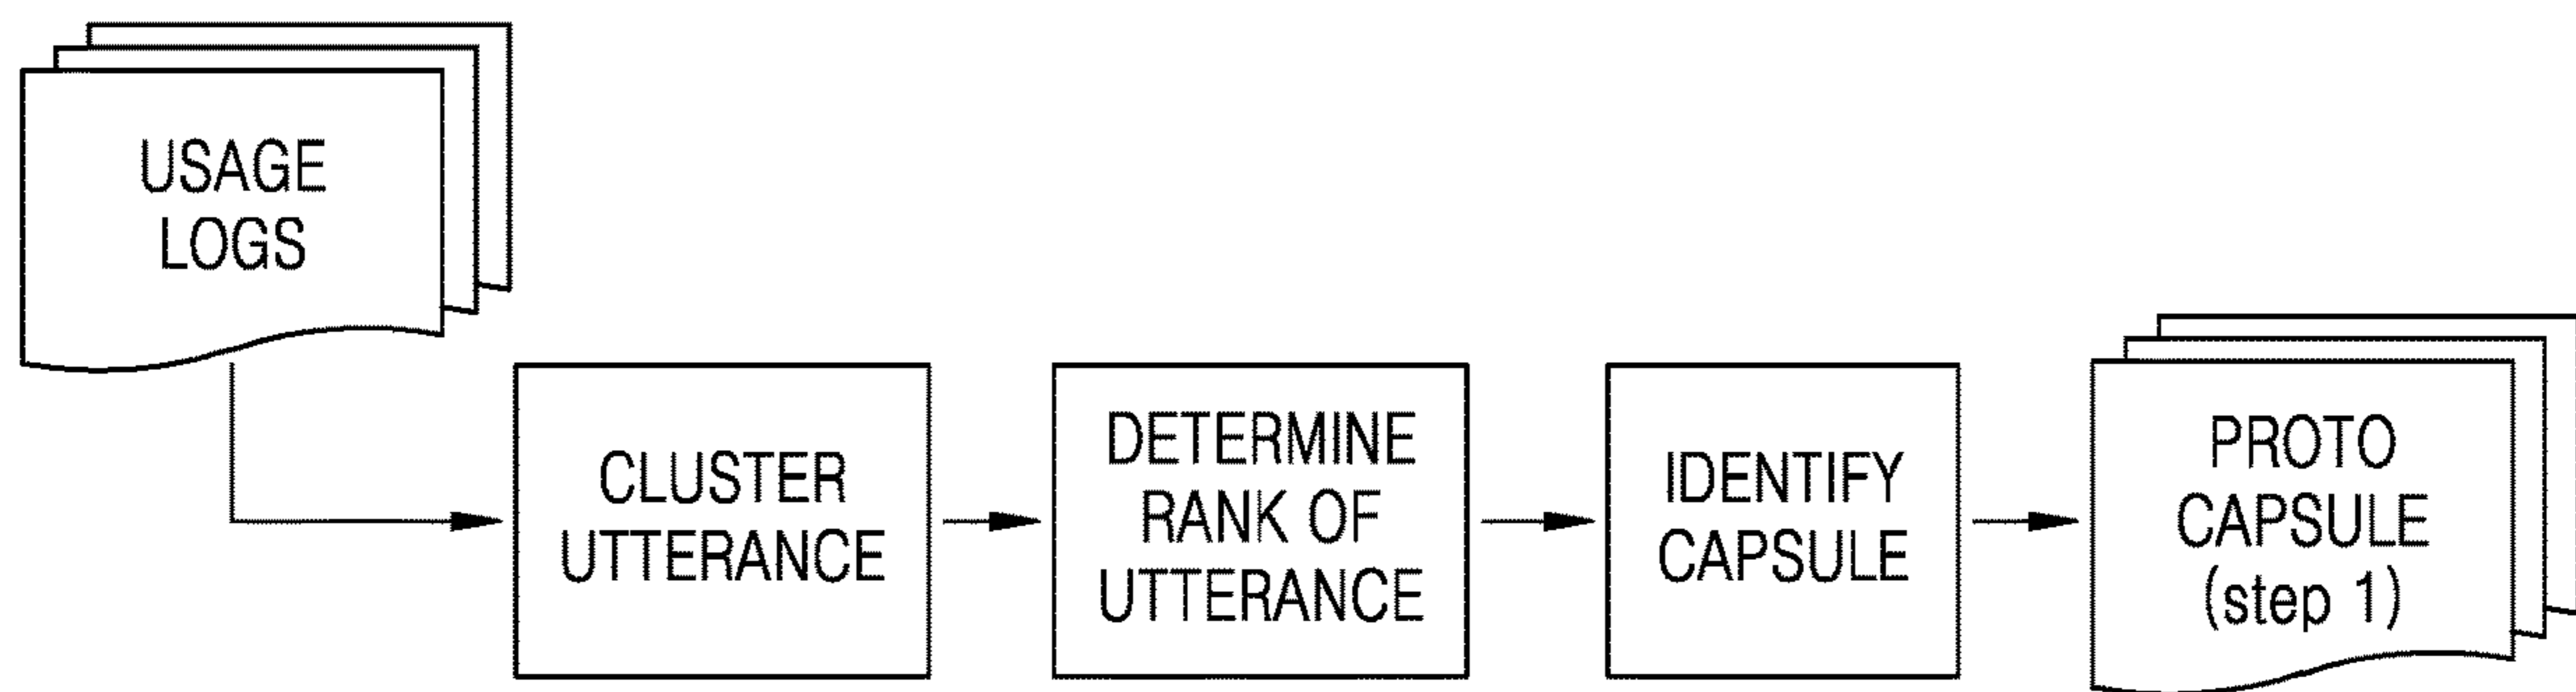 USAGE
LOGS
CLUSTER
UTTERANCE
DETERMINE
RANK OF
UTTERANCE
IDENTIFY
CAPSULE
PROTO
CAPSULE
(step 1)